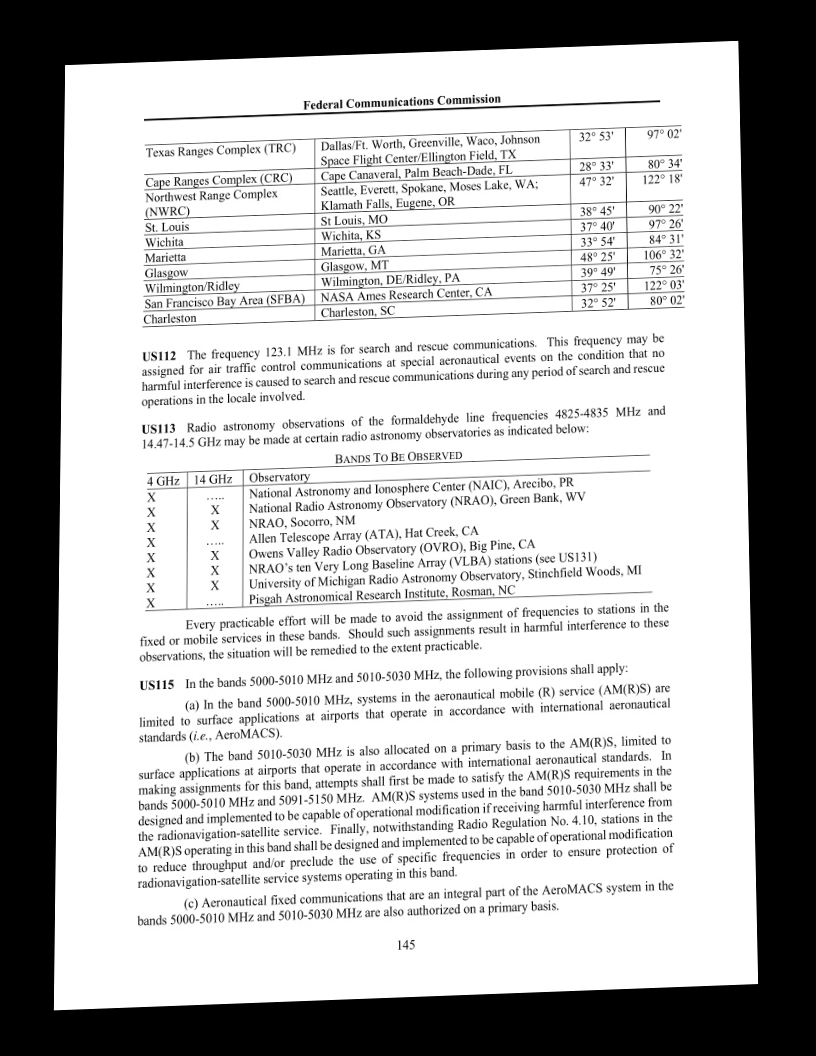 Federal Communications Commission
Texas Ranges Complex (TRC) Dallas/Ft. Worth, Greenville, Waco, Johnson 32° 53' 97° 02'
Space Flight Center/Ellington Field, TX
Cape Ranges Complex (CRC) Cape Canaveral, Palm Beach-Dade, FL 28° 33' 80° 34'
Northwest Range Complex Seattle, Everett, Spokane, Moses Lake, WA; 47° 32' 122° 18'
(NWRC) Klamath Falls, Eugene, OR
St. Louis St Louis, MO 38° 45' 90° 22'
Wichita Wichita, KS 37° 40' 97° 26'
Marietta Marietta, GA 33° 54' 84° 31'
Glasgow Glasgow, MT 48° 25' 106° 32'
Wilmington/Ridley Wilmington, DE/Ridley, PA 39° 49' 75° 26'
San Francisco Bay Area (SFBA) NASA Ames Research Center, CA 37° 25' 122° 03'
Charleston Charleston, SC 32° 52' 80° 02'
US112 The frequency 123.1 MHz is for search and rescue communications. This frequency may be
assigned for air traffic control communications at special aeronautical events on the condition that no
harmful interference is caused to search and rescue communications during any period of search and rescue
operations in the locale involved.
US113 Radio astronomy observations of the formaldehyde line frequencies 4825-4835 MHz and
14.47-14.5 GHz may be made at certain radio astronomy observatories as indicated below:
BANDS TO BE OBSERVED
4 GHz 14 GHz Observatory
X ..... National Astronomy and Ionosphere Center (NAIC), Arecibo, PR
X X National Radio Astronomy Observatory (NRAO), Green Bank, WV
X X NRAO, Socorro, NM
X ..... Allen Telescope Array (ATA), Hat Creek, CA
X X Owens Valley Radio Observatory (OVRO), Big Pine, CA
X X NRAO's ten Very Long Baseline Array (VLBA) stations (see US131)
X X University of Michigan Radio Astronomy Observatory, Stinchfield Woods, MI
X ..... Pisgah Astronomical Research Institute, Rosman, NC
Every practicable effort will be made to avoid the assignment of frequencies to stations in the
fixed or mobile services in these bands. Should such assignments result in harmful interference to these
observations, the situation will be remedied to the extent practicable.
US115 In the bands 5000-5010 MHz and 5010-5030 MHz, the following provisions shall apply:
(a) In the band 5000-5010 MHz, systems in the aeronautical mobile (R) service (AM(R)S) are
limited to surface applications at airports that operate in accordance with international aeronautical
standards (i.e., AeroMACS).
(b) The band 5010-5030 MHz is also allocated on a primary basis to the AM(R)S, limited to
surface applications at airports that operate in accordance with international aeronautical standards. In
making assignments for this band, attempts shall first be made to satisfy the AM(R)S requirements in the
bands 5000-5010 MHz and 5091-5150 MHz. AM(R)S systems used in the band 5010-5030 MHz shall be
designed and implemented to be capable of operational modification if receiving harmful interference from
the radionavigation-satellite service. Finally, notwithstanding Radio Regulation No. 4.10, stations in the
AM(R)S operating in this band shall be designed and implemented to be capable of operational modification
to reduce throughput and/or preclude the use of specific frequencies in order to ensure protection of
radionavigation-satellite service systems operating in this band.
(c) Aeronautical fixed communications that are an integral part of the AeroMACS system in the
bands 5000-5010 MHz and 5010-5030 MHz are also authorized on a primary basis.
145